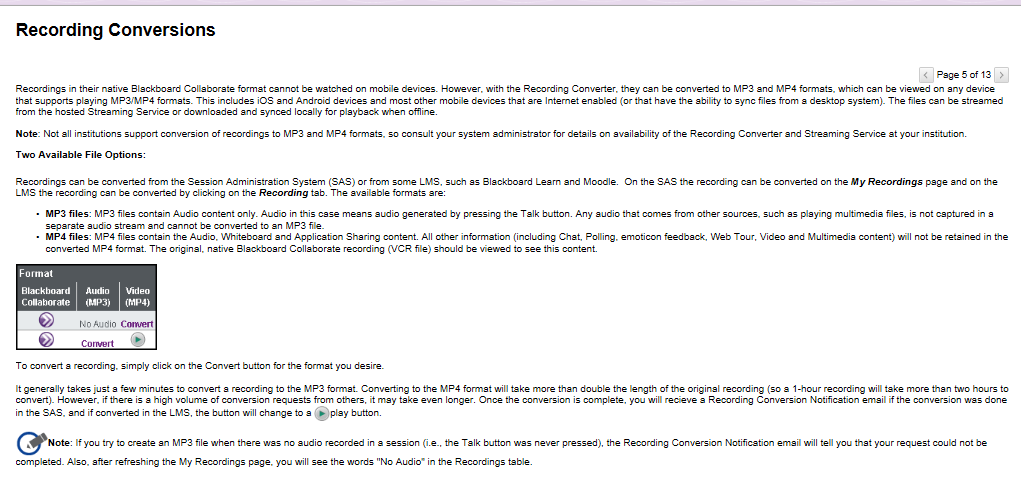 Recording Conversions
Page 5 of 13
Recordings in their native Blackboard Collaborate format cannot be watched on mobile devices. However, with the Recording Converter, they can be converted to MP3 and MP4 formats, which can be viewed on any device
that supports playing MP3/MP4 formats. This includes iOS and Android devices and most other mobile devices that are Internet enabled (or that have the ability to sync files from a desktop system). The files can be streamed
from the hosted Streaming Service or downloaded and synced locally for playback when offline.
Note: Not all institutions support conversion of recordings to MP3 and MP4 formats, so consult your system administrator for details on availability of the Recording Converter and Streaming Service at your institution.
Two Available File Options:
Recordings can be converted from the Session Administration System (SAS) or from some LMS, such as Blackboard Learn and Moodle. On the SAS the recording can be converted on the My Recordings page and on the
LMS the recording can be converted by clicking on the Recording tab. The available formats are:
• MP3 files: MP3 files contain Audio content only. Audio in this case means audio generated by pressing the Talk button. Any audio that comes from other sources, such as playing multimedia files, is not captured in a
separate audio stream and cannot be converted to an MP3 file.
• MP4 files: MP4 files contain the Audio, Whiteboard and Application Sharing content. All other information (including Chat, Polling, emoticon feedback, Web Tour, Video and Multimedia content) will not be retained in the
converted MP4 format. The original, native Blackboard Collaborate recording (VCR file) should be viewed to see this content.
Format
Blackboard Audio Video
Collaborate (MP3) (MP4)
No Audio Convert
Convert
To convert a recording, simply click on the Convert button for the format you desire.
It generally takes just a few minutes to convert a recording to the MP3 format. Converting to the MP4 format will take more than double the length of the original recording (so a 1-hour recording will take more than two hours to
convert). However, if there is a high volume of conversion requests from others, it may take even longer. Once the conversion is complete, you will recieve a Recording Conversion Notification email if the conversion was done
in the SAS, and if converted in the LMS, the button will change to a play button.
Note: If you try to create an MP3 file when there was no audio recorded in a session (i.e., the Talk button was never pressed), the Recording Conversion Notification email will tell you that your request could not be
completed. Also, after refreshing the My Recordings page, you will see the words "No Audio" in the Recordings table.